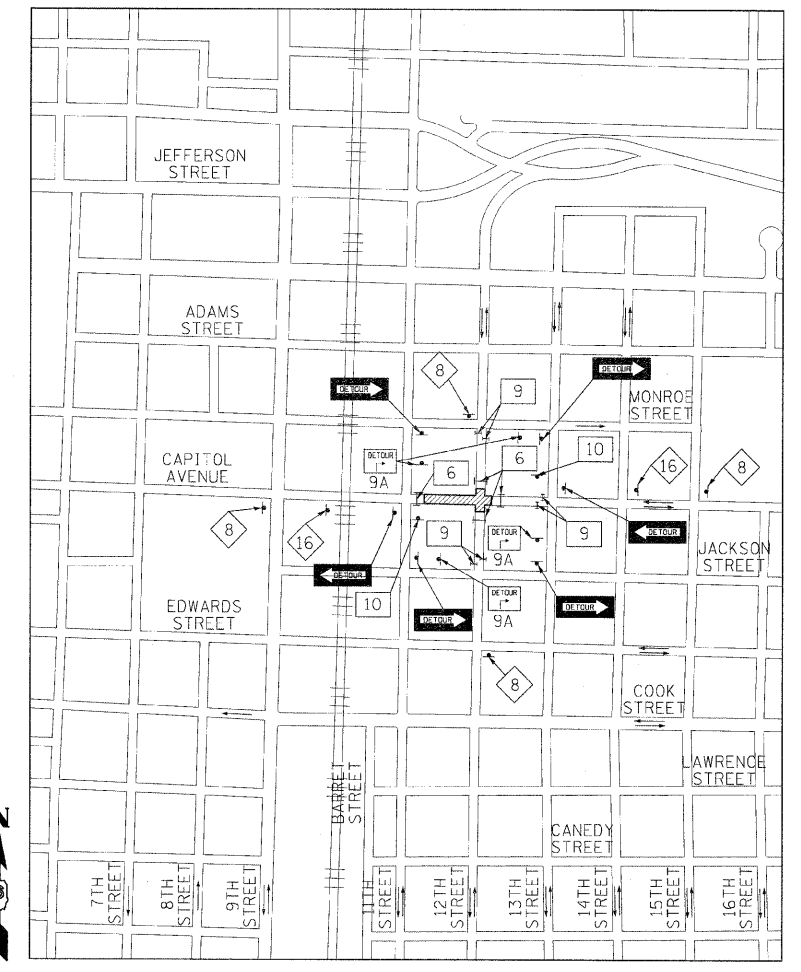 JEFFERSON
STREET
ADAMS
STREET
8
9
DETOUR
DETOUR
MONROE
STREET
CAPITOL
AVENUE
DETOUR
9A
6
6
10
16
8
8
16
9
DETOUR
9A
9
DETOUR
JACKSON
STREET
DETOUR
EDWARDS
STREET
10
DETOUR
DETOUR
9A
DETOUR
8
COOK
STREET
LAWRENCE
STREET
BARRET
STREET
CANEDY
STREET
7TH
STREET
8TH
STREET
9TH
STREET
11TH
STREET
12TH
STREET
13TH
STREET
14TH
STREET
15TH
STREET
16TH
STREET